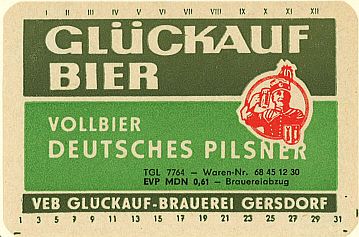 I II III IV V VI VII VIII IX X XI XII
GLÜCKAUF
BIER
VOLLBIER
DEUTSCHES PILSNER
TGL 7764 – Waren-Nr. 68 45 12 30
EVP MDN 0,61 – Brauereiabzug
VEB GLÜCKAUF-BRAUEREI GERSDORF
1 3 5 7 9 11 13 15 17 19 21 23 25 27 29 31